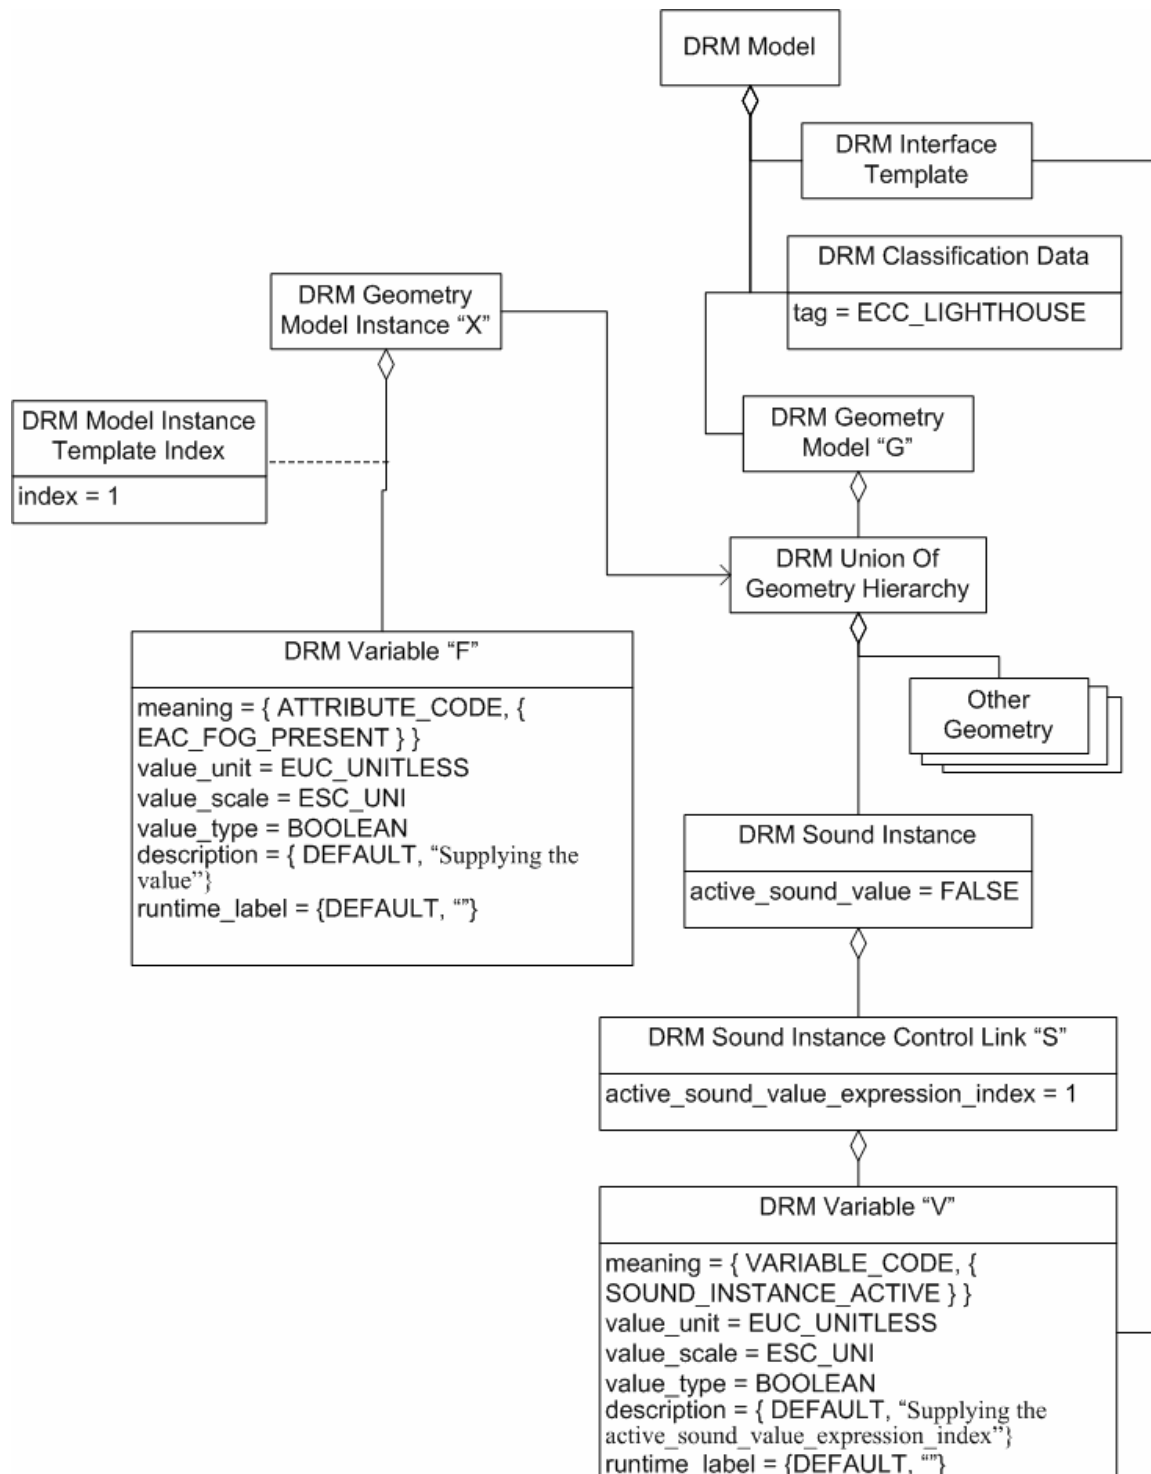 DRM Model
DRM Interface
Template
DRM Classification Data
tag = ECC_LIGHTHOUSE
DRM Geometry
Model Instance “X”
DRM Model Instance
Template Index
index = 1
DRM Geometry
Model “G”
DRM Union Of
Geometry Hierarchy
DRM Variable “F”
meaning = { ATTRIBUTE_CODE, {
EAC_FOG_PRESENT } }
value_unit = EUC_UNITLESS
value_scale = ESC_UNI
value_type = BOOLEAN
description = { DEFAULT, “Supplying the
value”}
runtime_label = {DEFAULT, “”}
Other
Geometry
DRM Sound Instance
active_sound_value = FALSE
DRM Sound Instance Control Link “S”
active_sound_value_expression_index = 1
DRM Variable “V”
meaning = { VARIABLE_CODE, {
SOUND_INSTANCE_ACTIVE } }
value_unit = EUC_UNITLESS
value_scale = ESC_UNI
value_type = BOOLEAN
description = { DEFAULT, “Supplying the
active_sound_value_expression_index”}
runtime_label = {DEFAULT, “”}